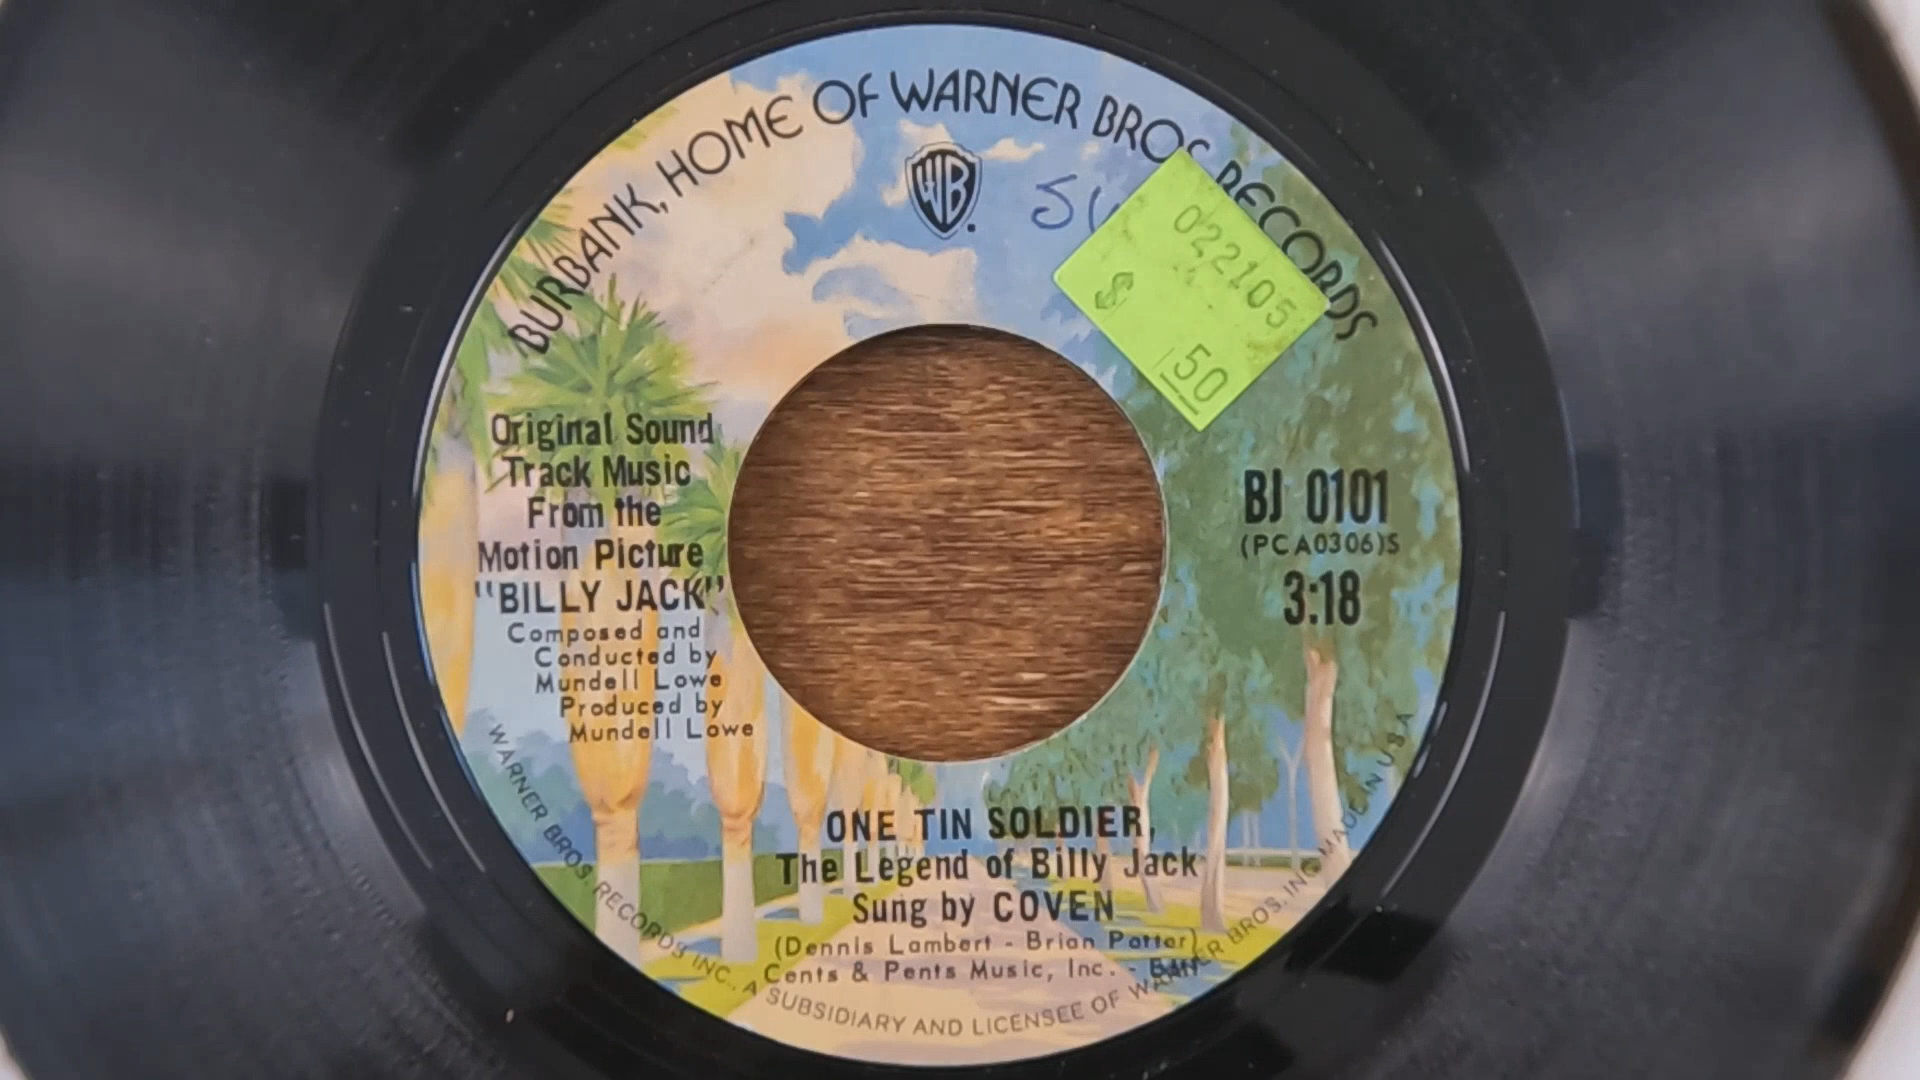 BURBANK, HOME OF WARNER BROS. RECORDS
WB
022105
$
50
Original Sound
Track Music
From the
Motion Picture
"BILLY JACK"
Composed and
Conducted by
Mundell Lowe
Produced by
Mundell Lowe
BJ 0101
(PCA0306)S
3:18
ONE TIN SOLDIER,
The Legend of Billy Jack
Sung by COVEN
(Dennis Lambert - Brian Potter)
Cents & Pents Music, Inc. - BMI
WARNER BROS. RECORDS INC., A SUBSIDIARY AND LICENSEE OF WARNER BROS. INC. MADE IN U.S.A